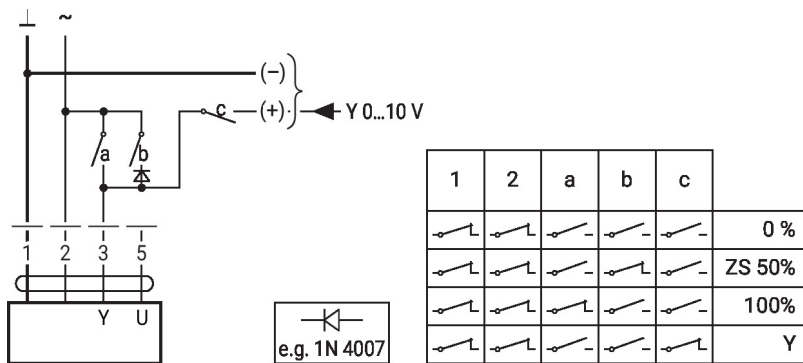 ⊥ ~
(–)
c (+) Y 0...10 V
a b
1 2 3 5
Y U
e.g. 1N 4007
1 2 a b c
0 %
ZS 50%
100%
Y